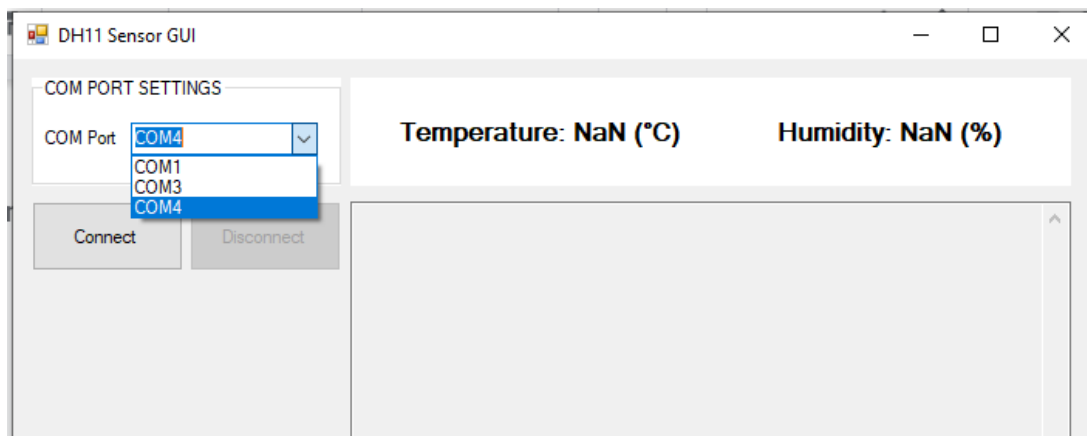 DH11 Sensor GUI
COM PORT SETTINGS
COM Port COM4
COM1
COM3
COM4
Temperature: NaN (°C) Humidity: NaN (%)
Connect Disconnect